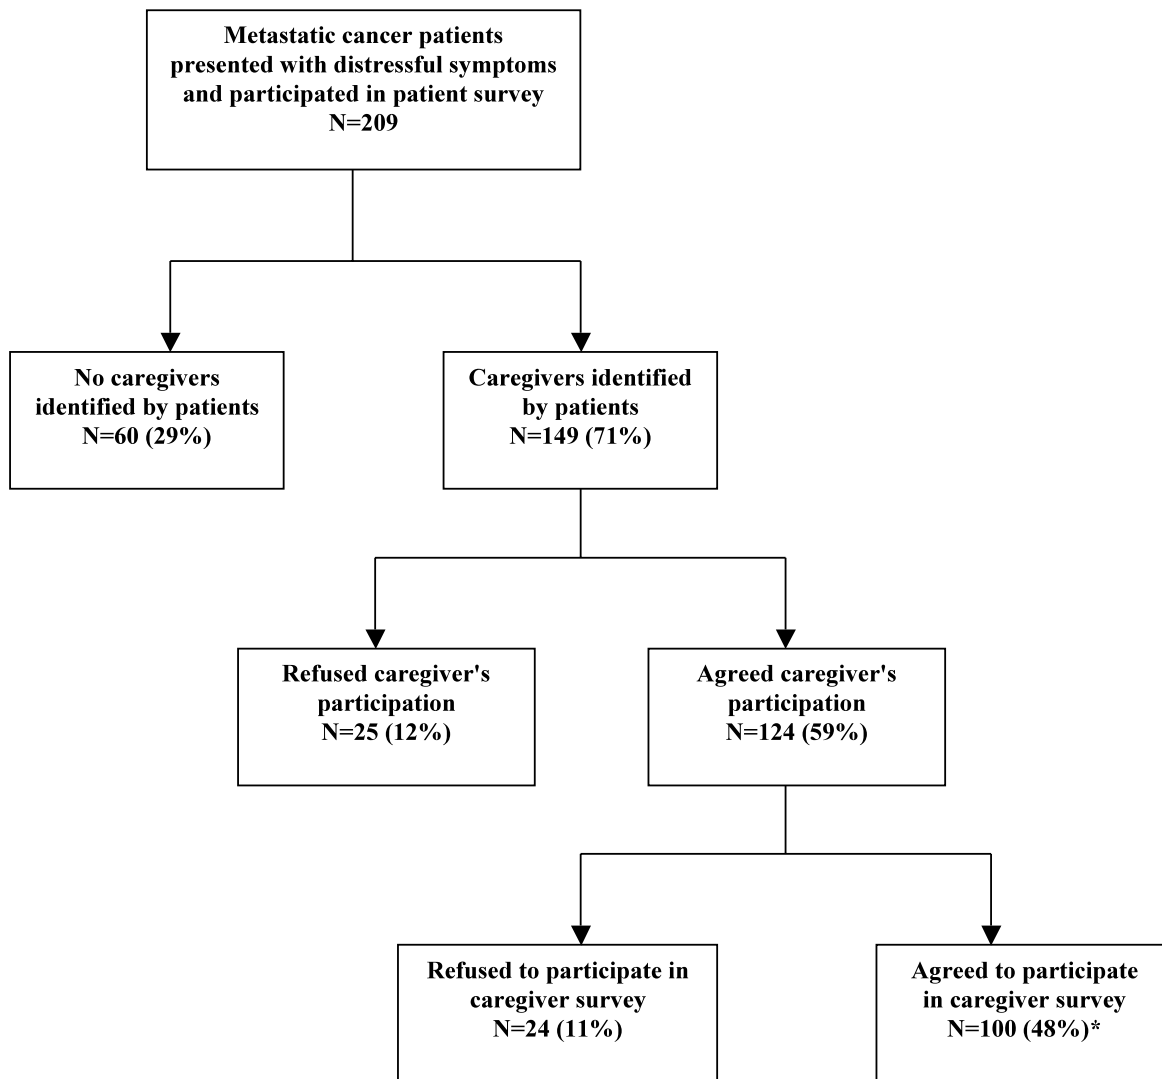 Metastatic cancer patients
presented with distressful symptoms
and participated in patient survey
N=209
No caregivers
identified by patients
N=60 (29%)
Caregivers identified
by patients
N=149 (71%)
Refused caregiver's
participation
N=25 (12%)
Agreed caregiver's
participation
N=124 (59%)
Refused to participate in
caregiver survey
N=24 (11%)
Agreed to participate
in caregiver survey
N=100 (48%)*